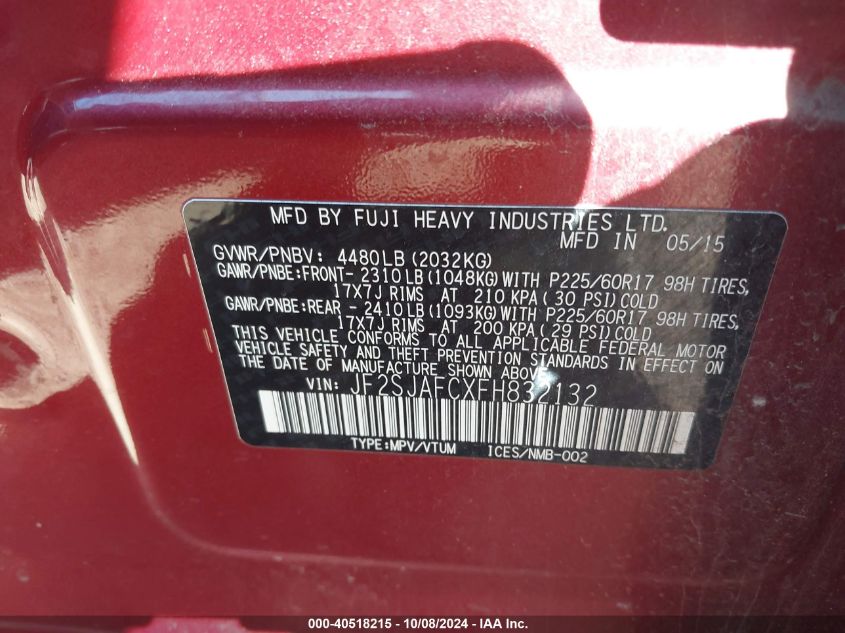 MFD BY FUJI HEAVY INDUSTRIES LTD.
MFD IN 05/15
GVWR/PNBV: 4480LB(2032KG)
GAWR/PNBE:FRONT- 2310LB(1048KG)WITH P225/60R17 98H TIRES,
17X7J RIMS AT 210 KPA(30 PSI)COLD
GAWR/PNBE:REAR - 2410LB(1093KG)WITH P225/60R17 98H TIRES,
17X7J RIMS AT 200 KPA(29 PSI)COLD
THIS VEHICLE CONFORMS TO ALL APPLICABLE FEDERAL MOTOR
VEHICLE SAFETY AND THEFT PREVENTION STANDARDS IN EFFECT ON
THE DATE OF MANUFACTURE SHOWN ABOVE.
VIN: JF2SJAFCXFH832132
TYPE:MPV/VTUM ICES/NMB-002
000-40518215 - 10/08/2024 - IAA Inc.